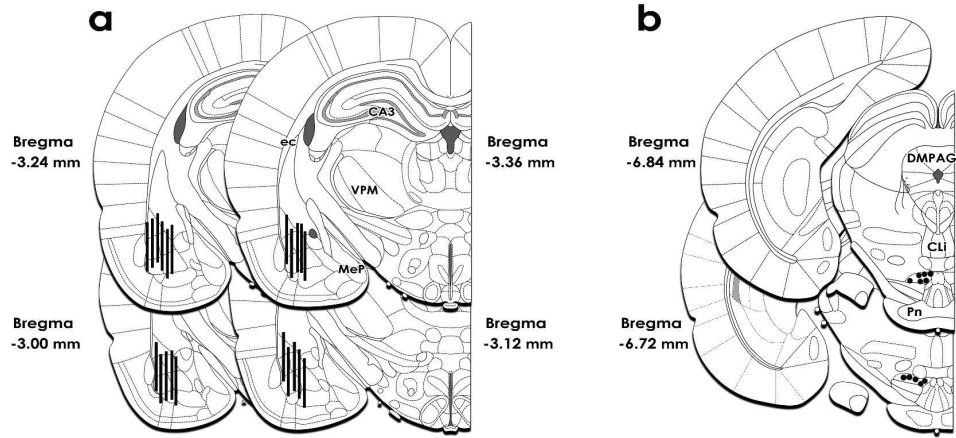 a
b
Bregma
-3.24 mm
CA3
ec
VPM
MeP
Bregma
-3.36 mm
Bregma
-3.00 mm
Bregma
-3.12 mm
Bregma
-6.84 mm
DMPAG
CLi
Pn
Bregma
-6.72 mm